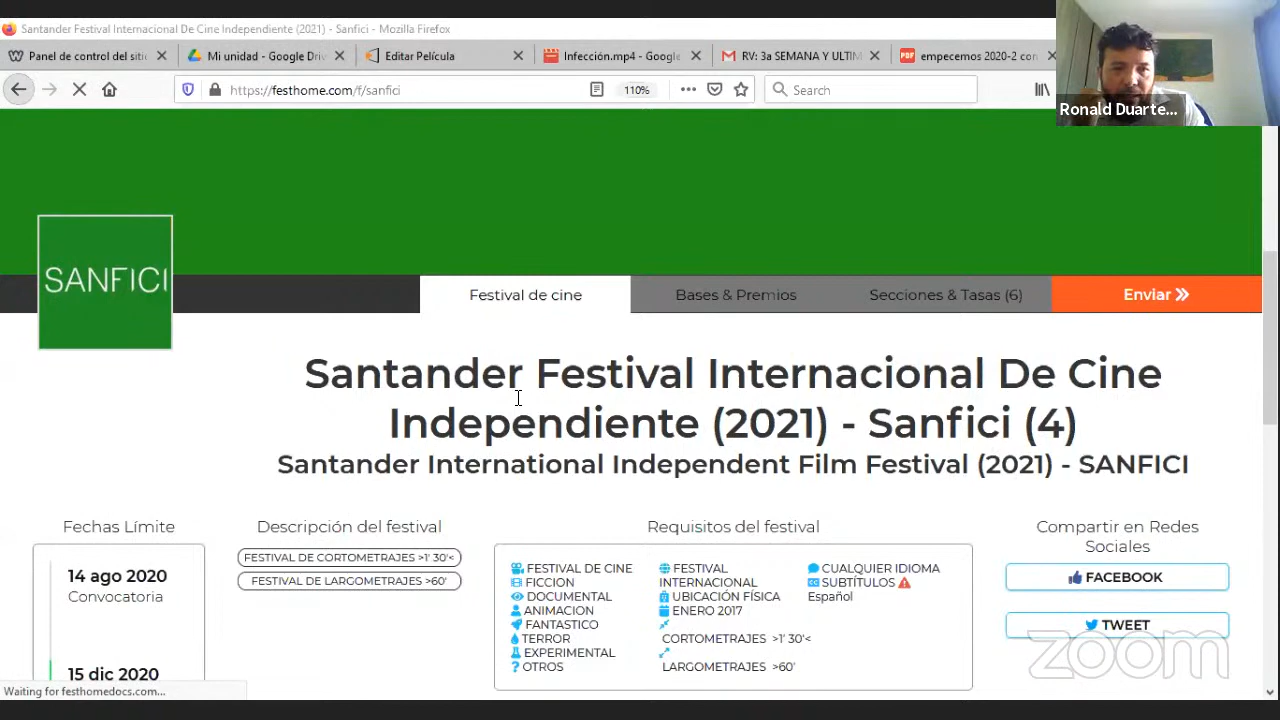 Santander Festival Internacional De Cine Independiente (2021) - Sanfici - Mozilla Firefox
Panel de control del siti
Mi unidad - Google Driv
Editar Película
Infección.mp4 - Google
RV: 3a SEMANA Y ULTIM
empecemos 2020-2 con
https://festhome.com/f/sanfici
110%
Search
Ronald Duarte...
SANFICI
Festival de cine
Bases & Premios
Secciones & Tasas (6)
Enviar
Santander Festival Internacional De Cine
Independiente (2021) - Sanfici (4)
Santander International Independent Film Festival (2021) - SANFICI
Fechas Límite
14 ago 2020
Convocatoria
15 dic 2020
Descripción del festival
FESTIVAL DE CORTOMETRAJES >1' 30"<
FESTIVAL DE LARGOMETRAJES >60'
Requisitos del festival
FESTIVAL DE CINE
FICCION
DOCUMENTAL
ANIMACION
FANTASTICO
TERROR
EXPERIMENTAL
OTROS
FESTIVAL
INTERNACIONAL
UBICACIÓN FÍSICA
ENERO 2017
CORTOMETRAJES >1' 30"<
LARGOMETRAJES >60'
CUALQUIER IDIOMA
SUBTÍTULOS
Español
Compartir en Redes
Sociales
FACEBOOK
TWEET
zoom
Waiting for festhomedocs.com...